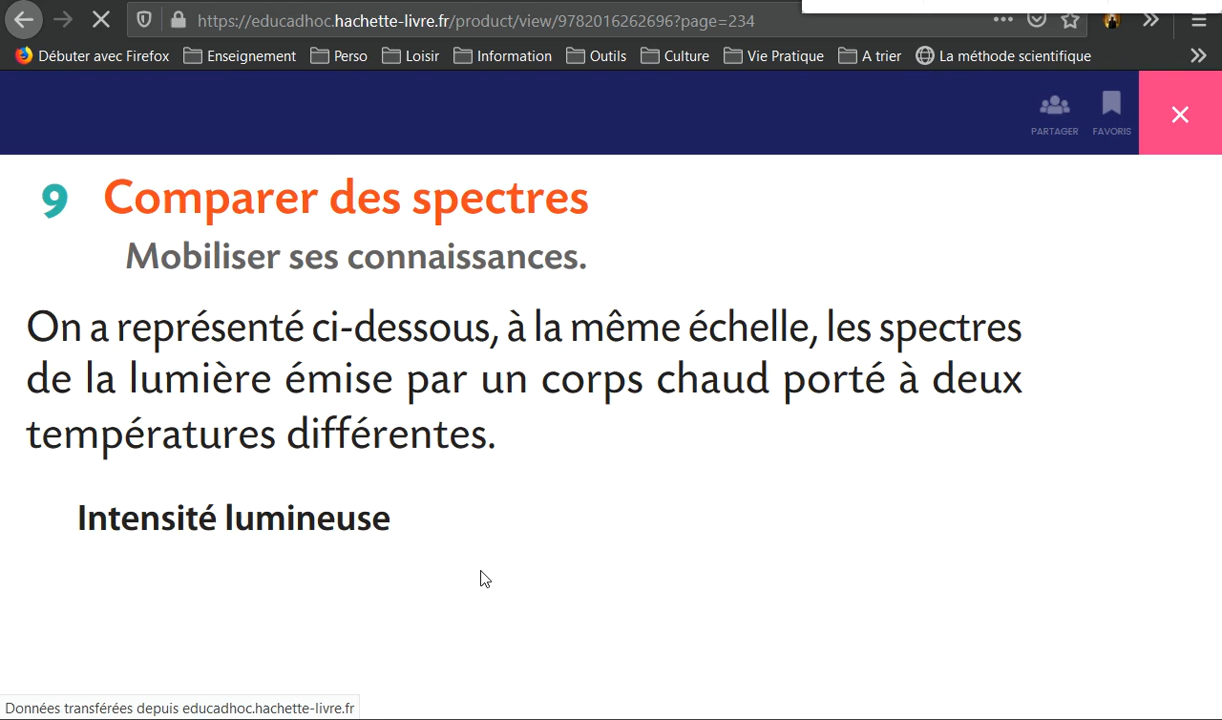 https://educadhoc.hachette-livre.fr/product/view/9782016262696?page=234
Débuter avec Firefox Enseignement Perso Loisir Information Outils Culture Vie Pratique A trier La méthode scientifique
PARTAGER FAVORIS
9 Comparer des spectres
Mobiliser ses connaissances.
On a représenté ci-dessous, à la même échelle, les spectres
de la lumière émise par un corps chaud porté à deux
températures différentes.
Intensité lumineuse
Données transférées depuis educadhoc.hachette-livre.fr